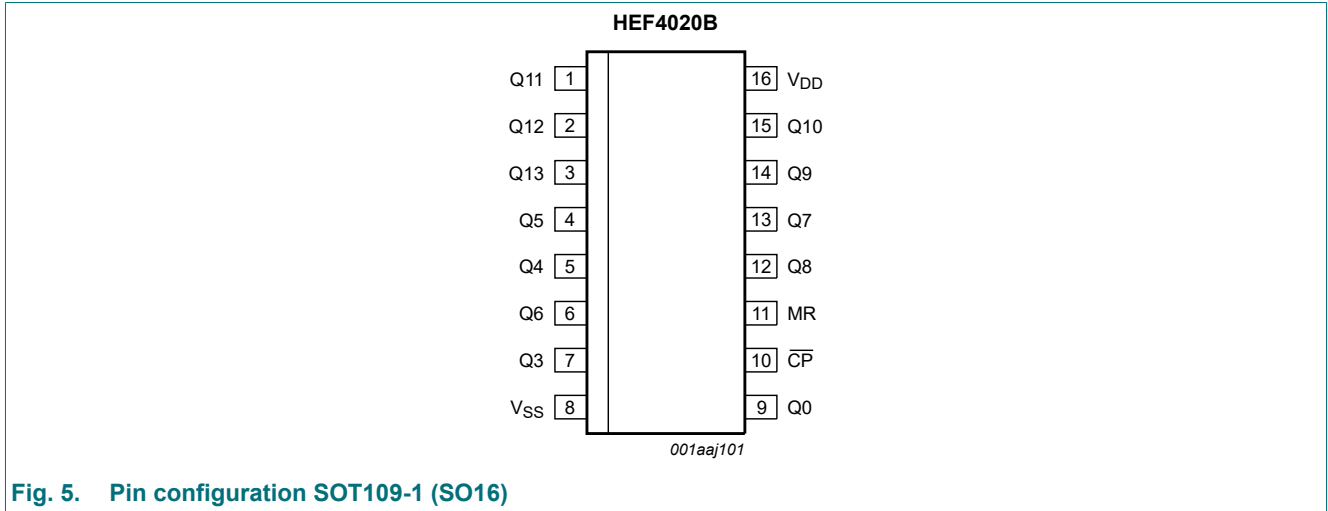 HEF4020B
Q11 1 16 VDD
Q12 2 15 Q10
Q13 3 14 Q9
Q5 4 13 Q7
Q4 5 12 Q8
Q6 6 11 MR
Q3 7 10 C̅P̅
VSS 8 9 Q0
001aaj101
Fig. 5. Pin configuration SOT109-1 (SO16)